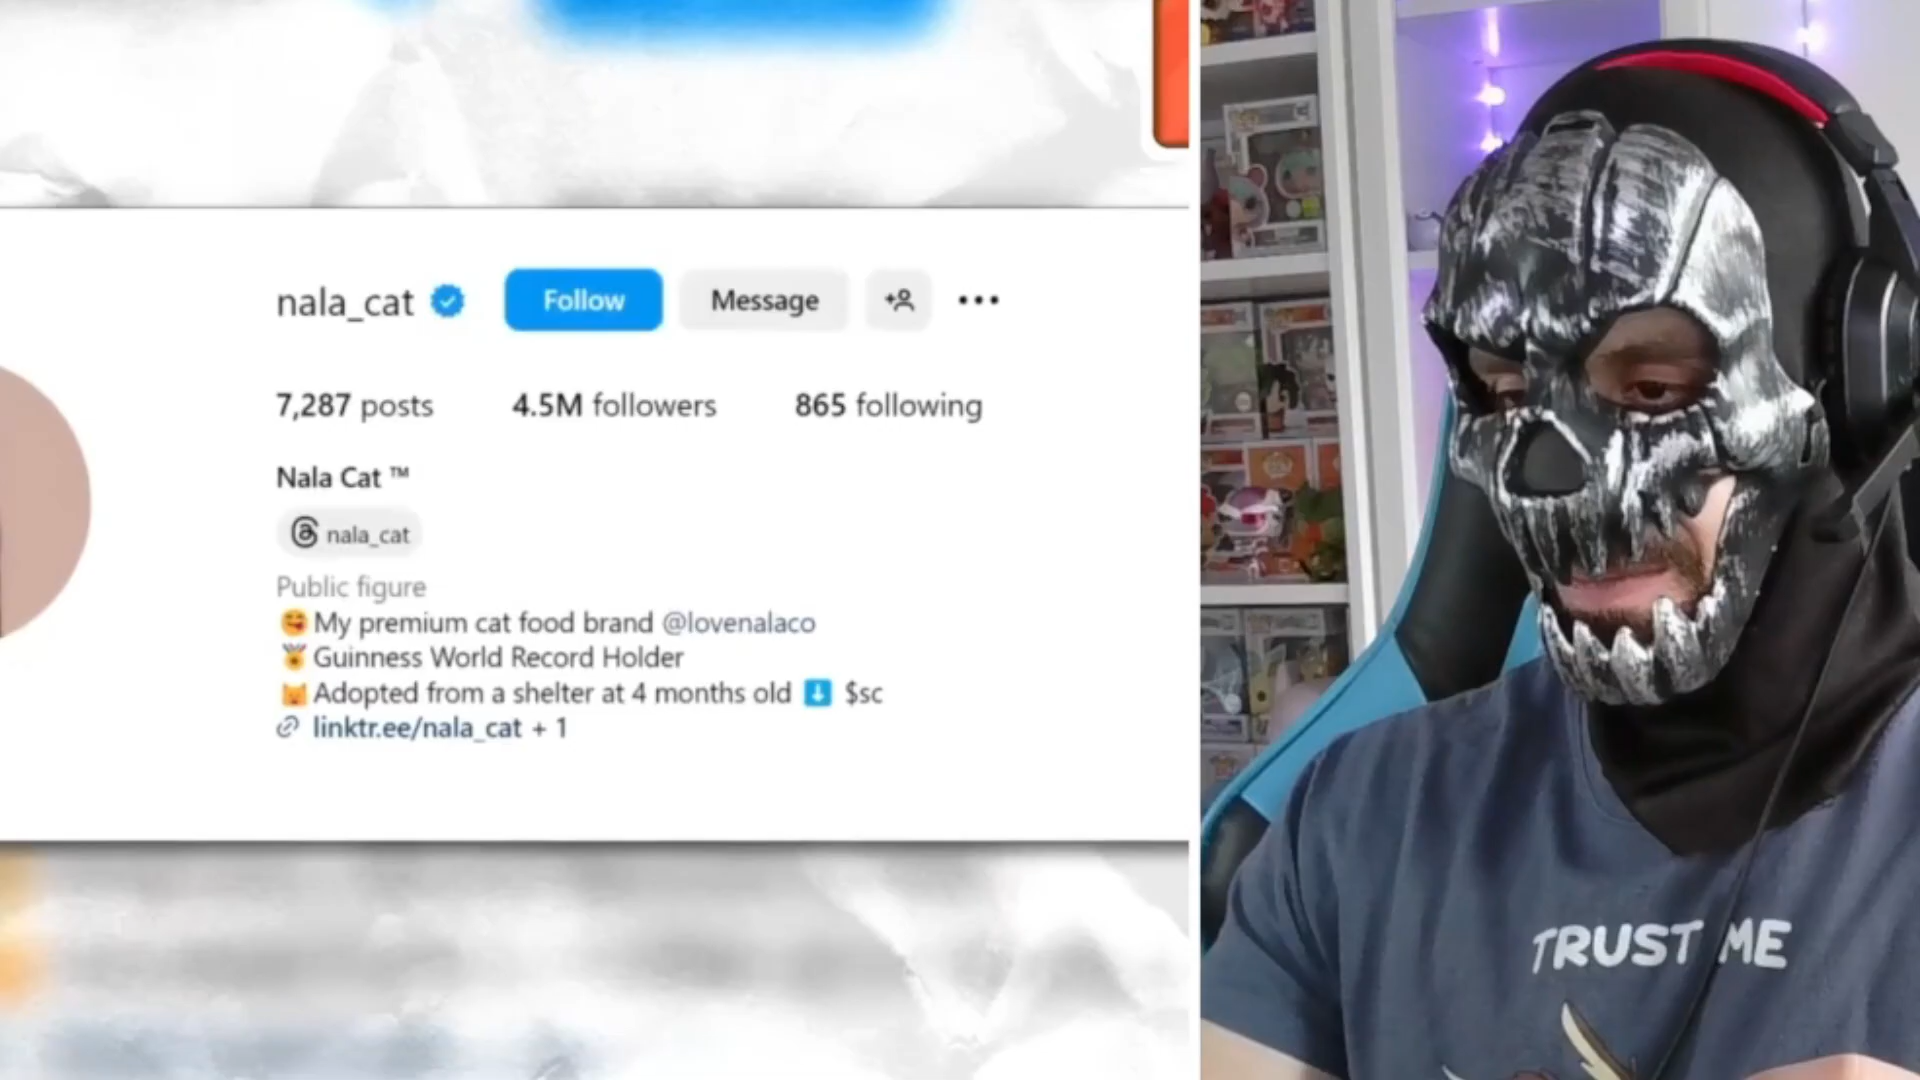 nala_cat Follow Message
7,287 posts 4.5M followers 865 following
Nala Cat ™
nala_cat
Public figure
😋 My premium cat food brand @lovenalaco
🏅 Guinness World Record Holder
🐱 Adopted from a shelter at 4 months old ⬇️ $sc
linktr.ee/nala_cat + 1
TRUST ME